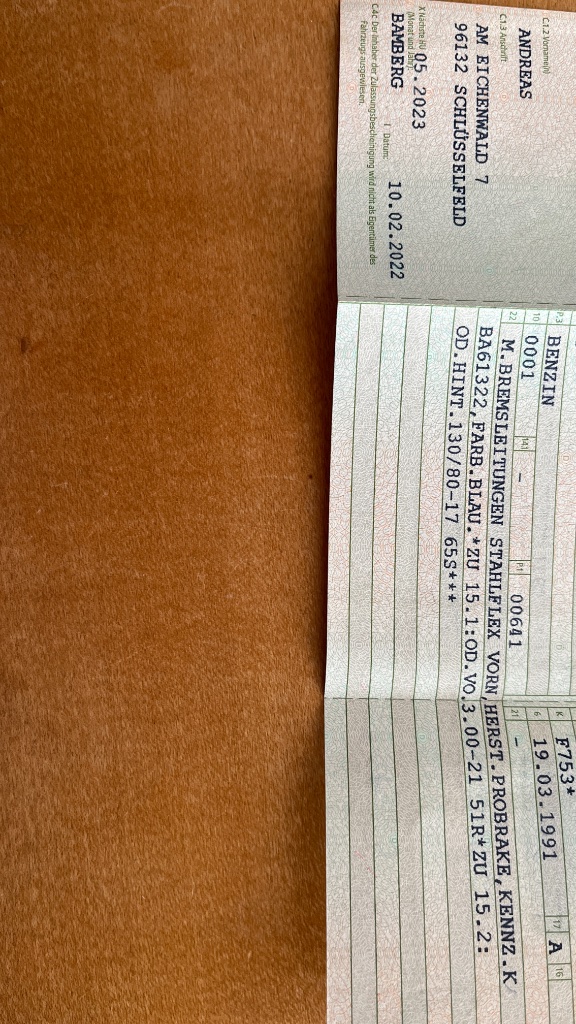 C.1.2 Vorname(n)
ANDREAS
C.1.3 Anschrift
AM EICHENWALD 7
96132 SCHLÜSSELFELD
X Nächste HU
(Monat und Jahr):
05.2023
BAMBERG
I Datum:
10.02.2022
C.4c Der Inhaber der Zulassungsbescheinigung wird nicht als Eigentümer des
Fahrzeugs ausgewiesen.
P.3 BENZIN K F753*
10 0001 14.1 - P.1 00641 6 19.03.1991 17 A 16
22 21 -
M.BREMSLEITUNGEN STAHLFLEX VORN,HERST.PROBRAKE,KENNZ.K
BA61322,FARB.BLAU.*ZU 15.1:OD.VO.3.00-21 51R*ZU 15.2:
OD.HINT.130/80-17 65S***